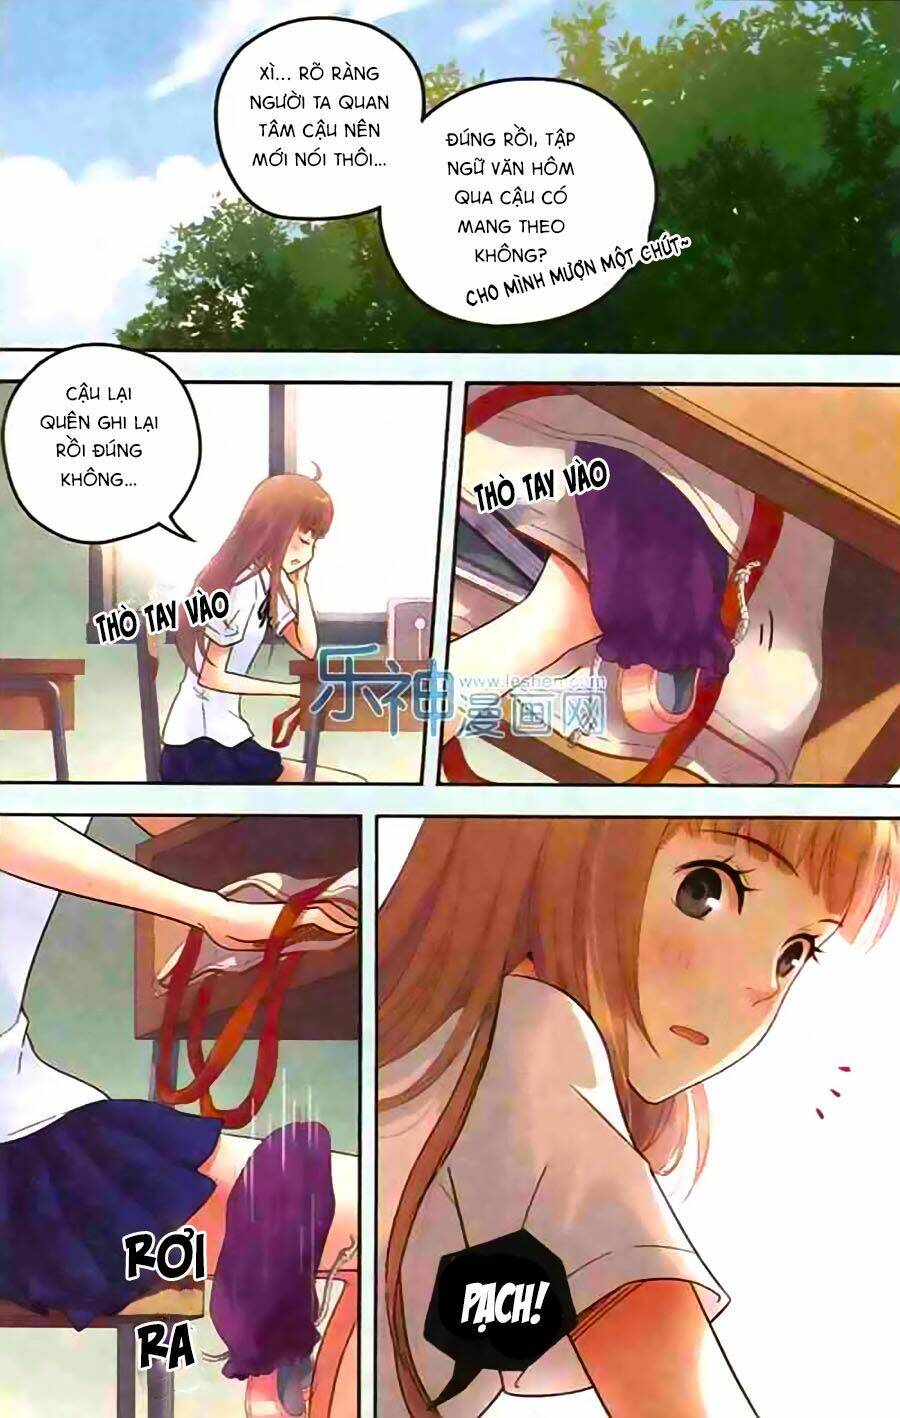 XÌ... RÕ RÀNG
NGƯỜI TA QUAN
TÂM CẬU NÊN
MỚI NÓI THÔI...
ĐÚNG RỒI, TẬP
NGỮ VĂN HÔM
QUA CẬU CÓ
MANG THEO
KHÔNG?
CHO MÌNH MƯỢN MỘT CHÚT~
CẬU LẠI
QUÊN GHI LẠI
RỒI ĐÚNG
KHÔNG...
THÒ TAY VÀO
THÒ TAY VÀO
乐神漫画网
www.leshen.com
RƠI
RA
PẠCH!